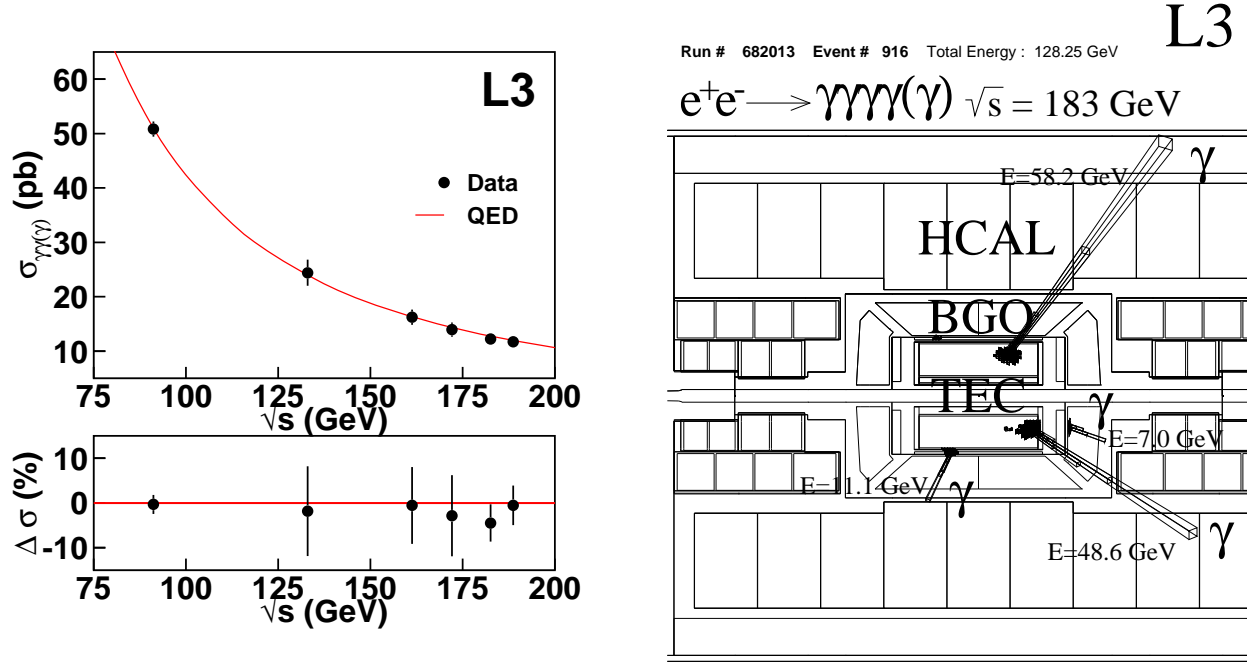 L3
60
50
40
30
20
10
σγγ(γ) (pb)
Data
QED
75 100 125 150 175 200
√s (GeV)
10
0
-10
Δ σ (%)
75 100 125 150 175 200
√s (GeV)
L3
Run # 682013 Event # 916 Total Energy : 128.25 GeV
e+e- → γγγγ(γ) √s = 183 GeV
γ
E=58.2 GeV
HCAL
BGO
TEC
γ
E=7.0 GeV
E=11.1 GeV
γ
γ
E=48.6 GeV